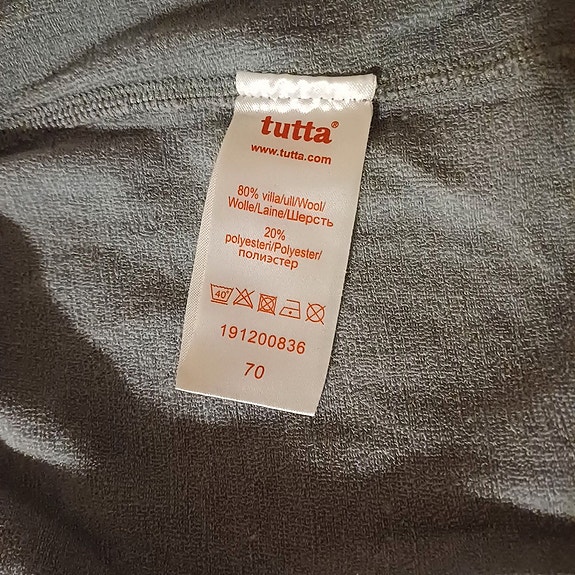 tutta®
www.tutta.com
80% villa/ull/Wool/
Wolle/Laine/Шерсть
20%
polyesteri/Polyester/
полиэстер
40°
191200836
70